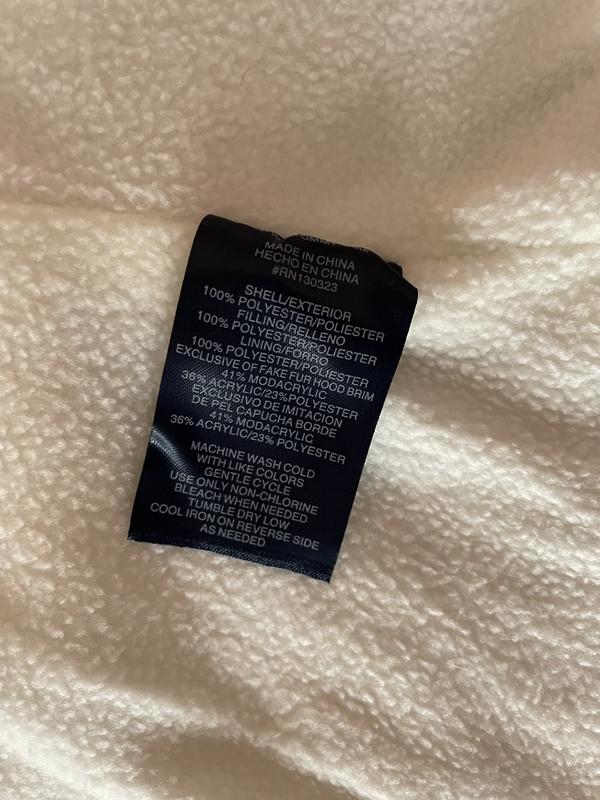 MADE IN CHINA
HECHO EN CHINA
#RN130323
SHELL/EXTERIOR
100% POLYESTER/POLIESTER
FILLING/RELLENO
100% POLYESTER/POLIESTER
LINING/FORRO
100% POLYESTER/POLIESTER
EXCLUSIVE OF FAKE FUR HOOD BRIM
41% MODACRYLIC
36% ACRYLIC/23%POLYESTER
EXCLUSIVO DE IMITACION
DE PEL CAPUCHA BORDE
41% MODACRYLIC
36% ACRYLIC/23% POLYESTER
MACHINE WASH COLD
WITH LIKE COLORS
GENTLE CYCLE
USE ONLY NON-CHLORINE
BLEACH WHEN NEEDED
TUMBLE DRY LOW
COOL IRON ON REVERSE SIDE
AS NEEDED